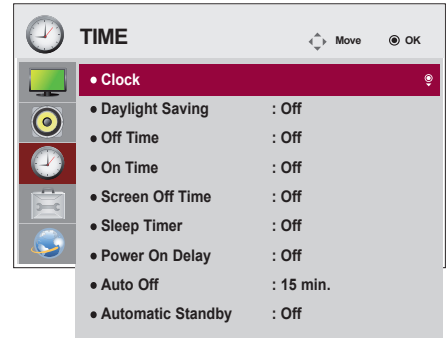 TIME Move OK
● Clock
● Daylight Saving : Off
● Off Time : Off
● On Time : Off
● Screen Off Time : Off
● Sleep Timer : Off
● Power On Delay : Off
● Auto Off : 15 min.
● Automatic Standby : Off